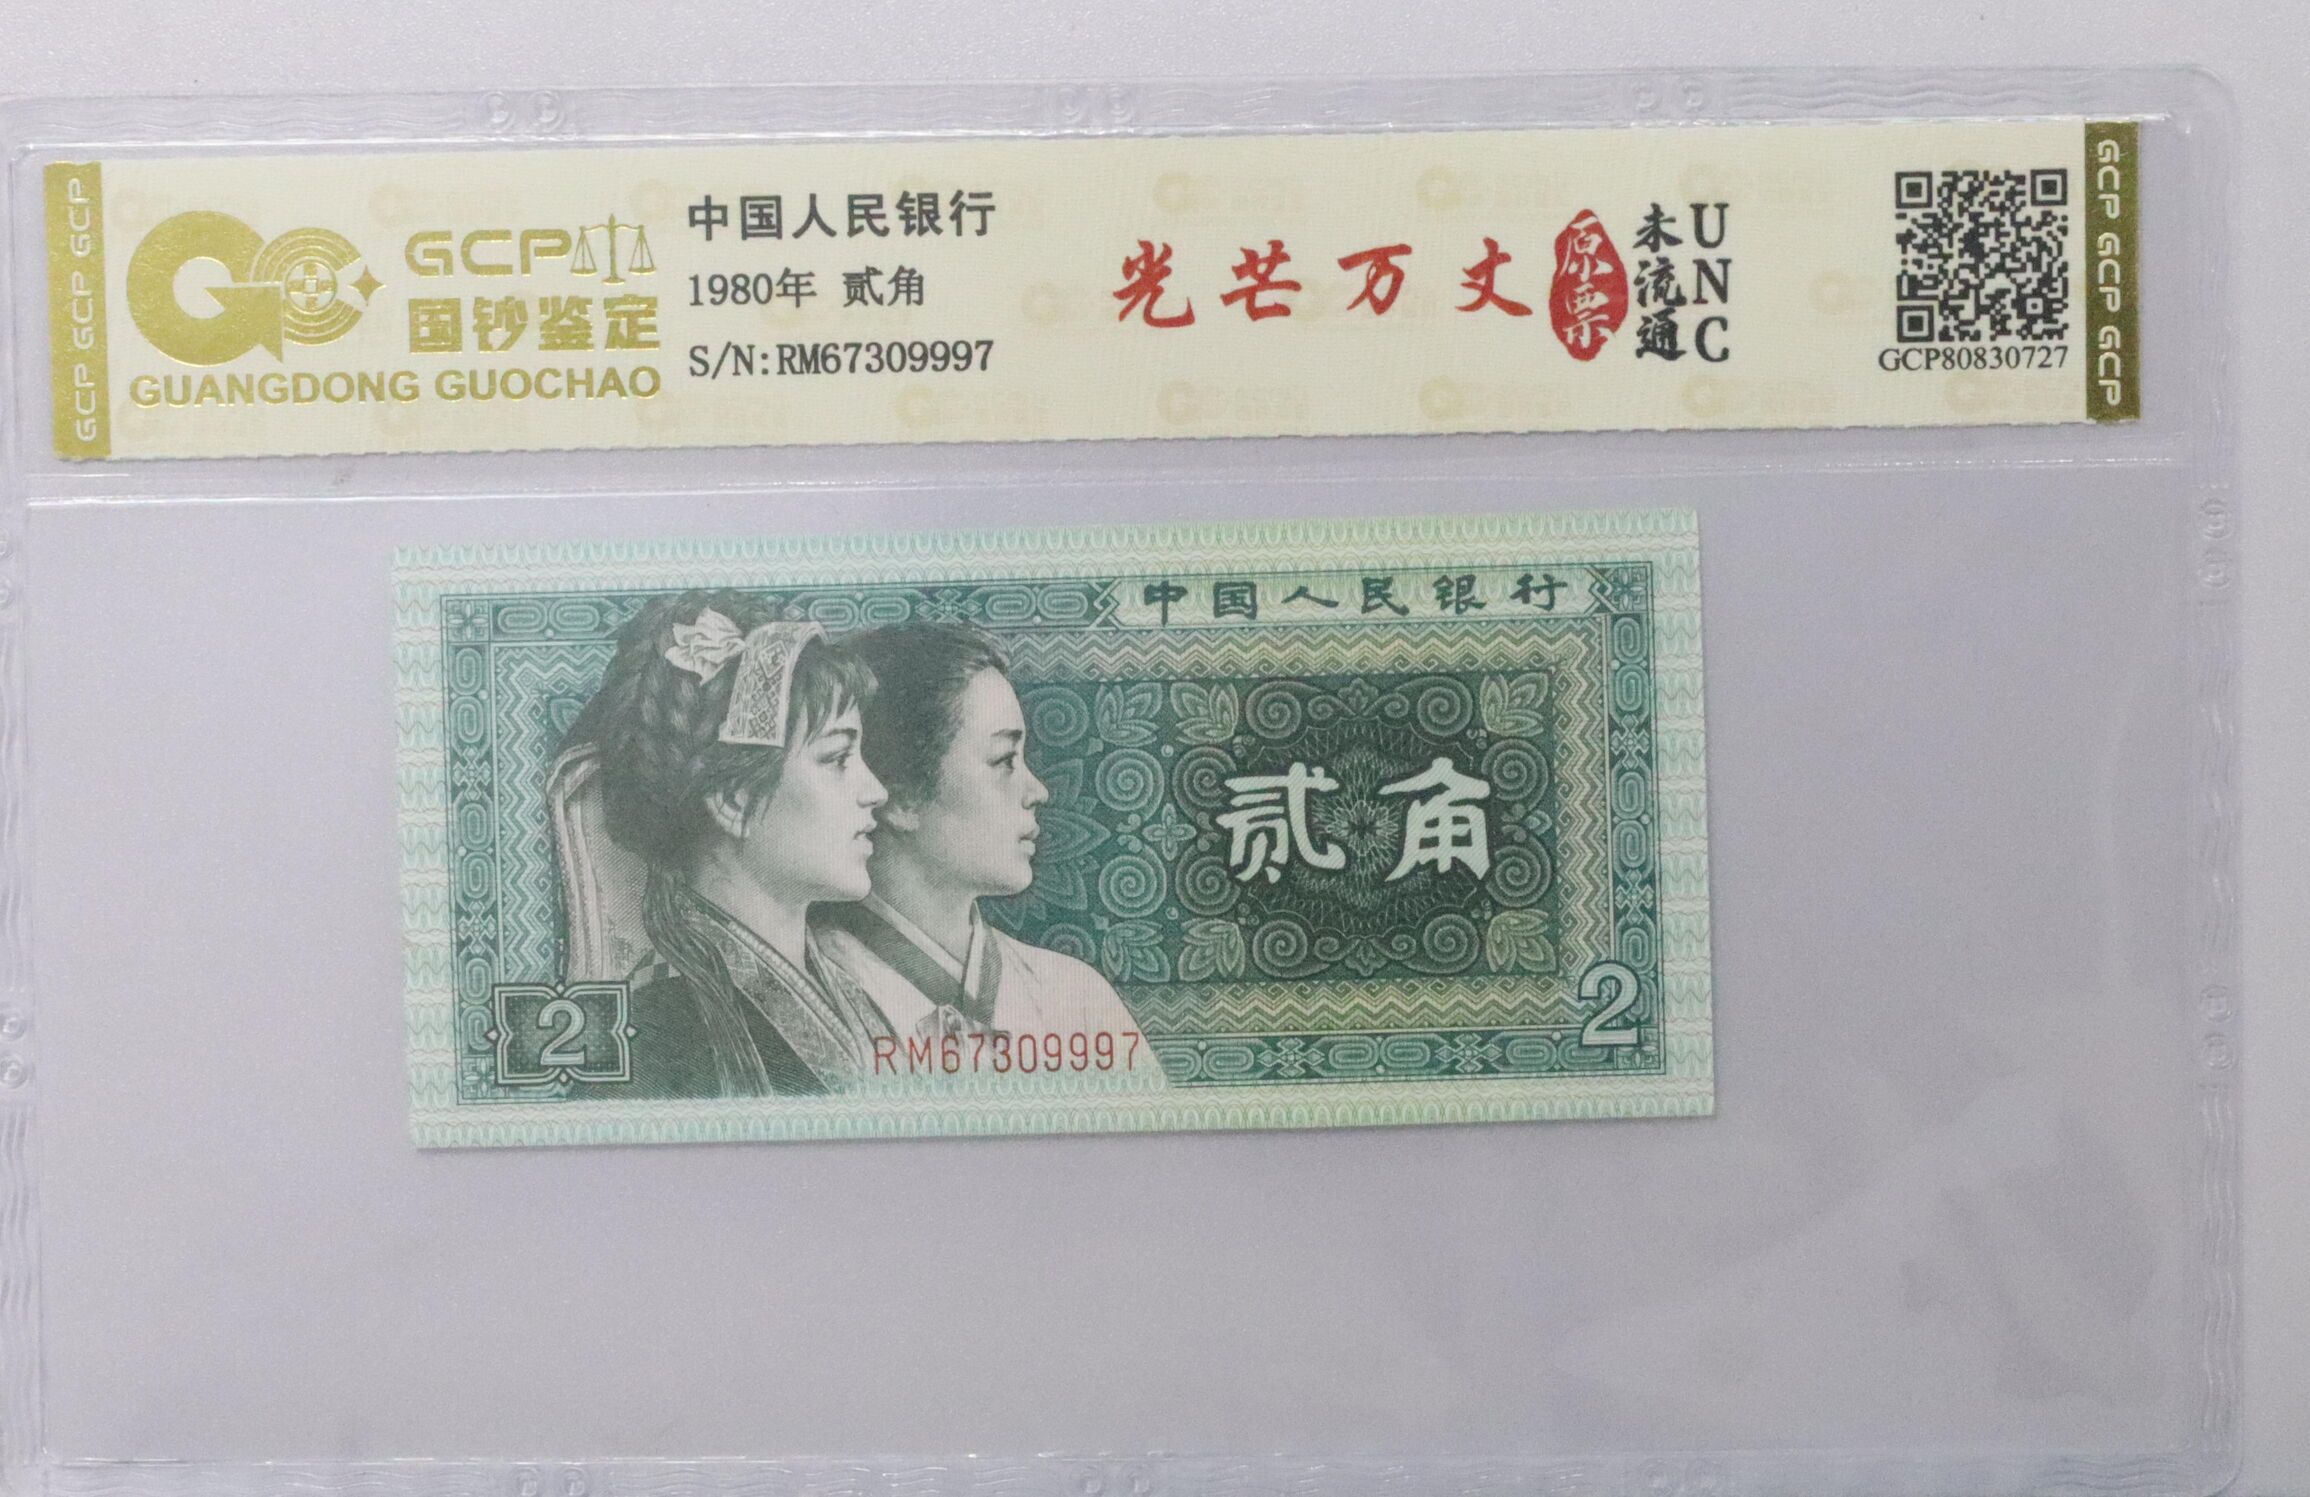 GCP GCP GCP
GCP
国钞鉴定
GUANGDONG GUOCHAO
中国人民银行
1980年 贰角
S/N:RM67309997
光芒万丈
原票
未流通
UNC
GCP80830727
GCP GCP GCP
中国人民银行
贰角
2
2
RM67309997